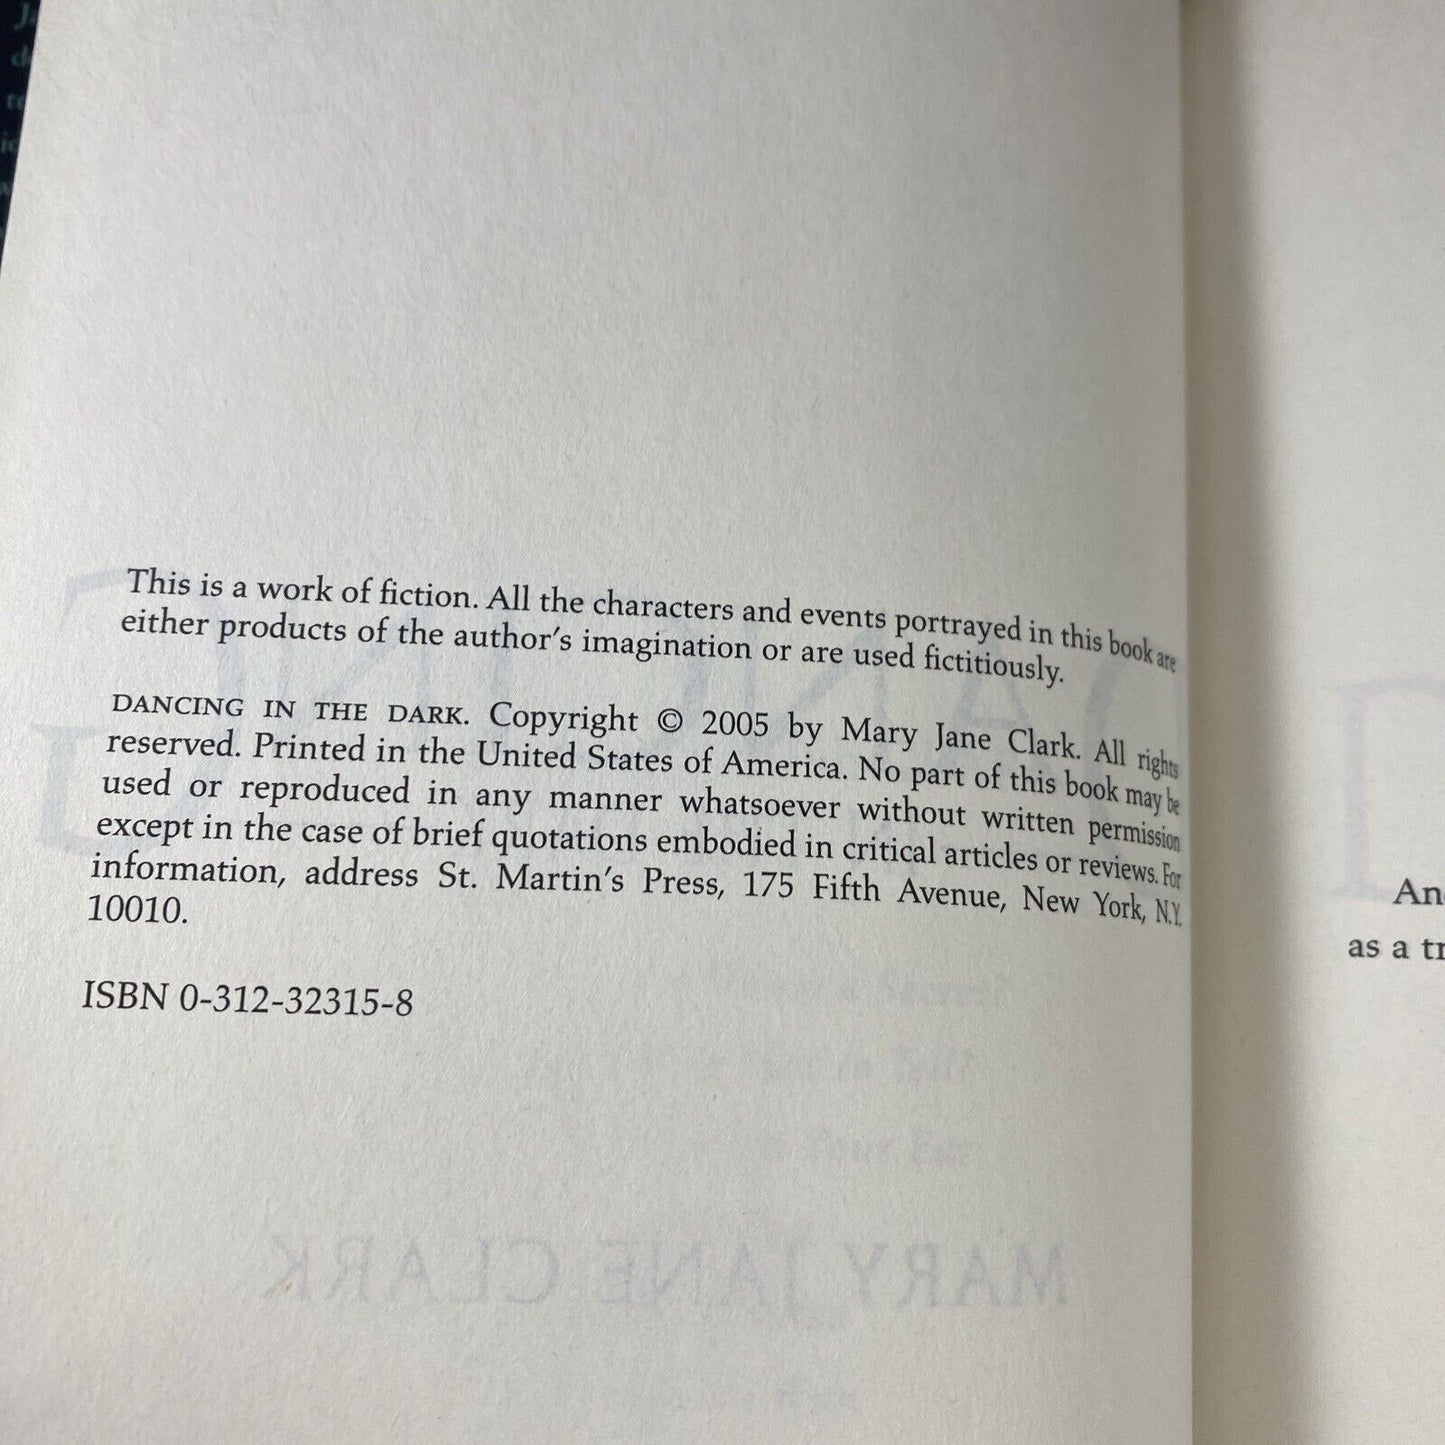 This is a work of fiction. All the characters and events portrayed in this book are
either products of the author's imagination or are used fictitiously.
DANCING IN THE DARK. Copyright © 2005 by Mary Jane Clark. All rights
reserved. Printed in the United States of America. No part of this book may be
used or reproduced in any manner whatsoever without written permission
except in the case of brief quotations embodied in critical articles or reviews. For
information, address St. Martin's Press, 175 Fifth Avenue, New York, N.Y.
10010.
ISBN 0-312-32315-8
MARY JANE CLARK
as a